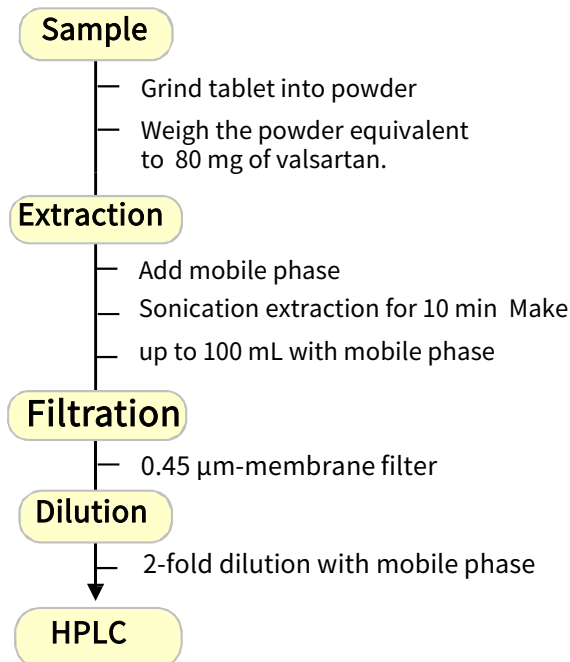 Sample
Grind tablet into powder
Weigh the powder equivalent
to 80 mg of valsartan.
Extraction
Add mobile phase
Sonication extraction for 10 min Make
up to 100 mL with mobile phase
Filtration
0.45 µm-membrane filter
Dilution
2-fold dilution with mobile phase
HPLC